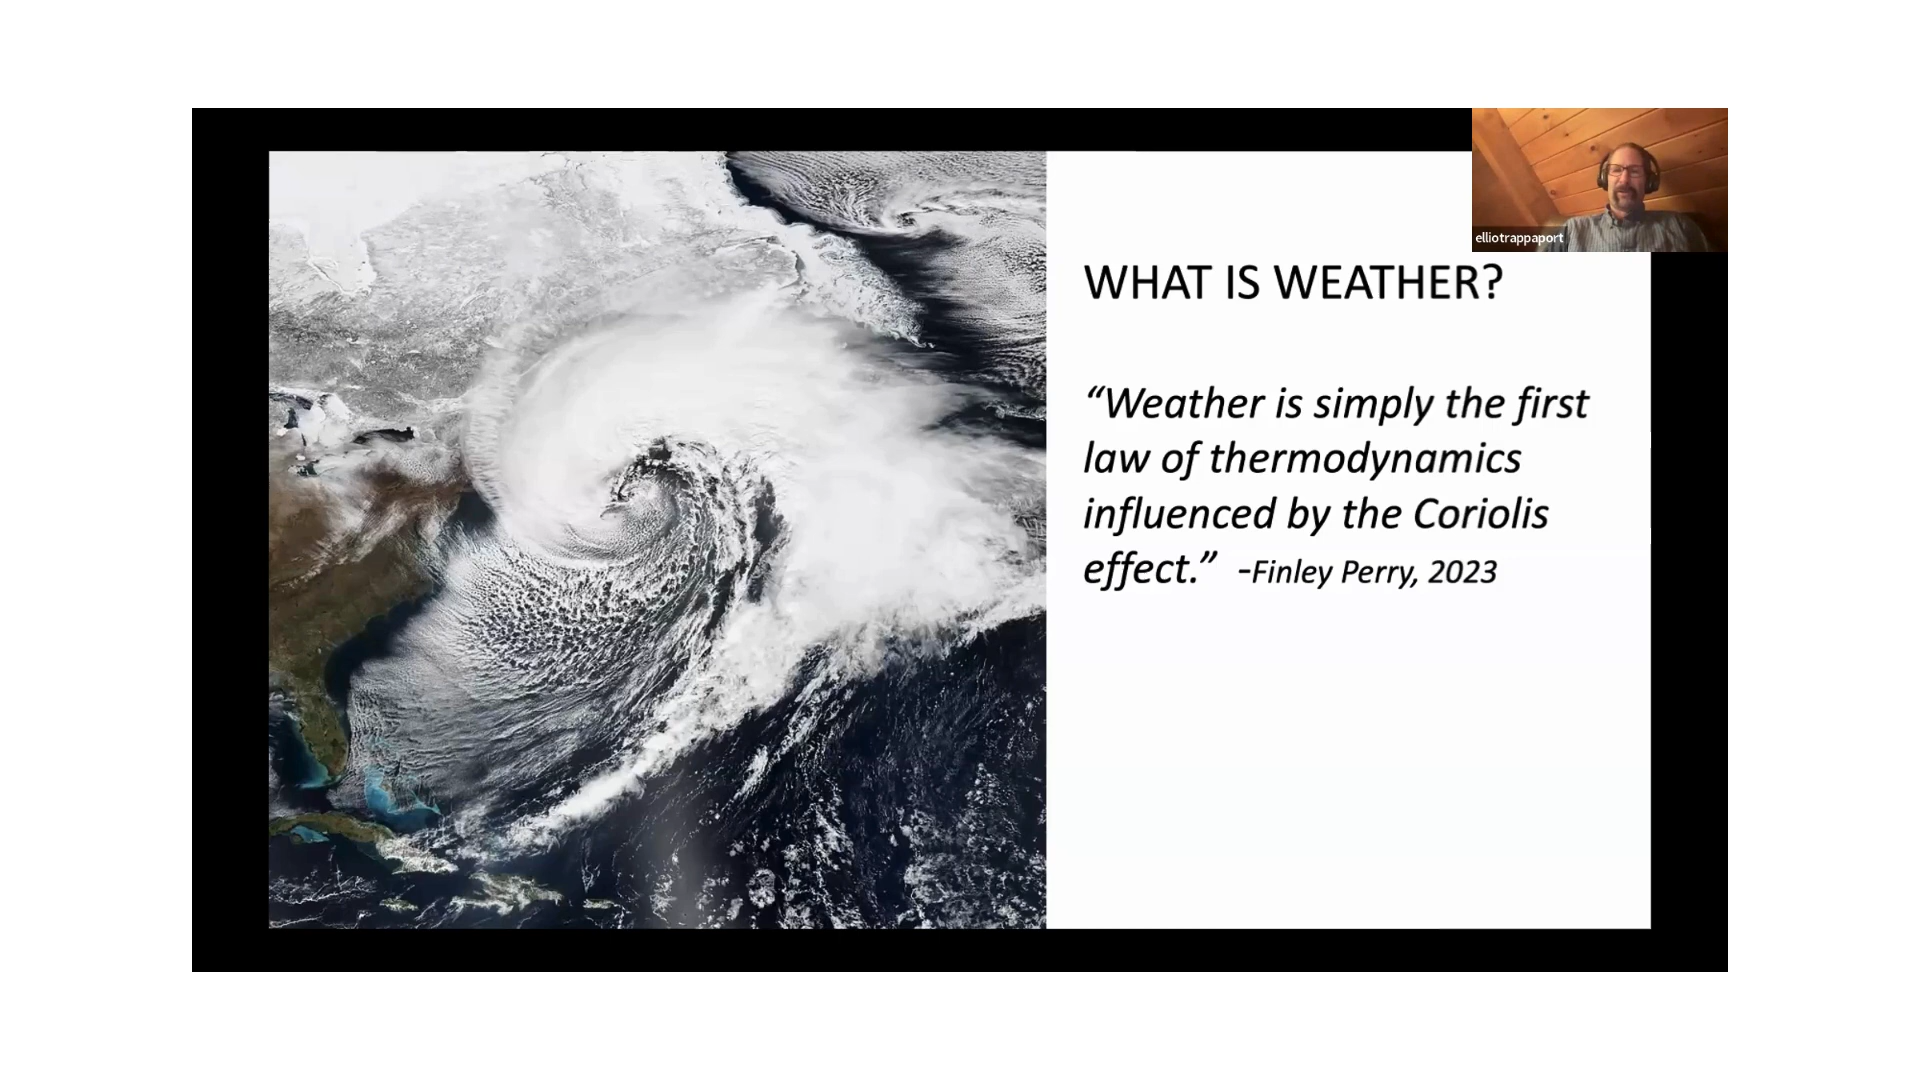 elliotrappaport
WHAT IS WEATHER?
“Weather is simply the first
law of thermodynamics
influenced by the Coriolis
effect.” -Finley Perry, 2023